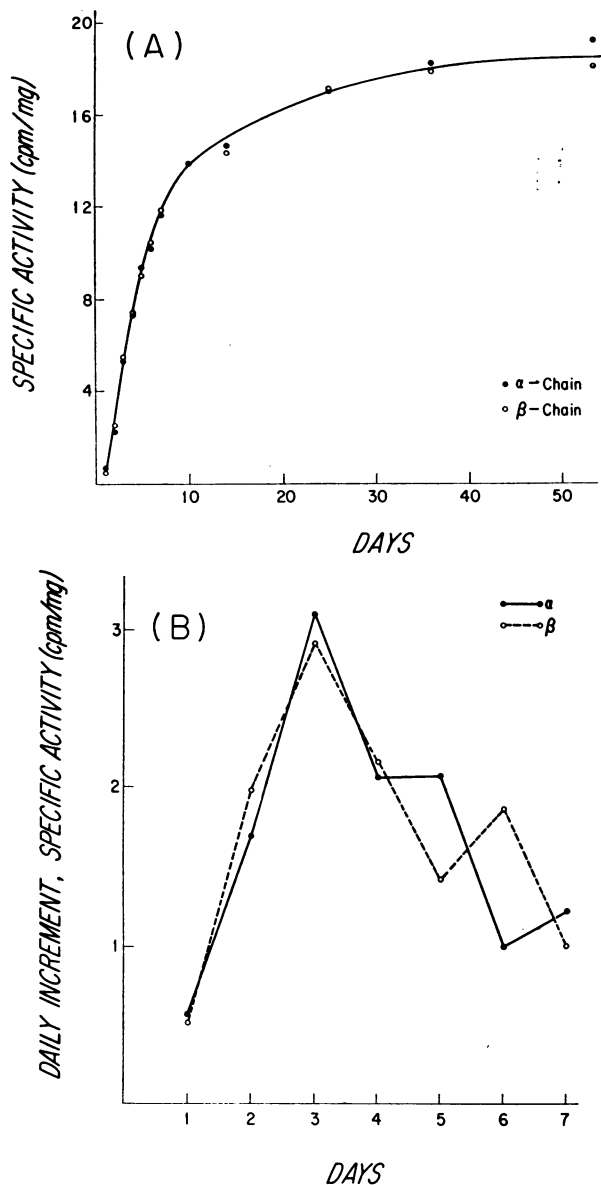 (A)
SPECIFIC ACTIVITY (cpm/mg)
20
16
12
8
4
α - Chain
β - Chain
10 20 30 40 50
DAYS
(B)
DAILY INCREMENT, SPECIFIC ACTIVITY (cpm/mg)
α
β
3
2
1
1 2 3 4 5 6 7
DAYS